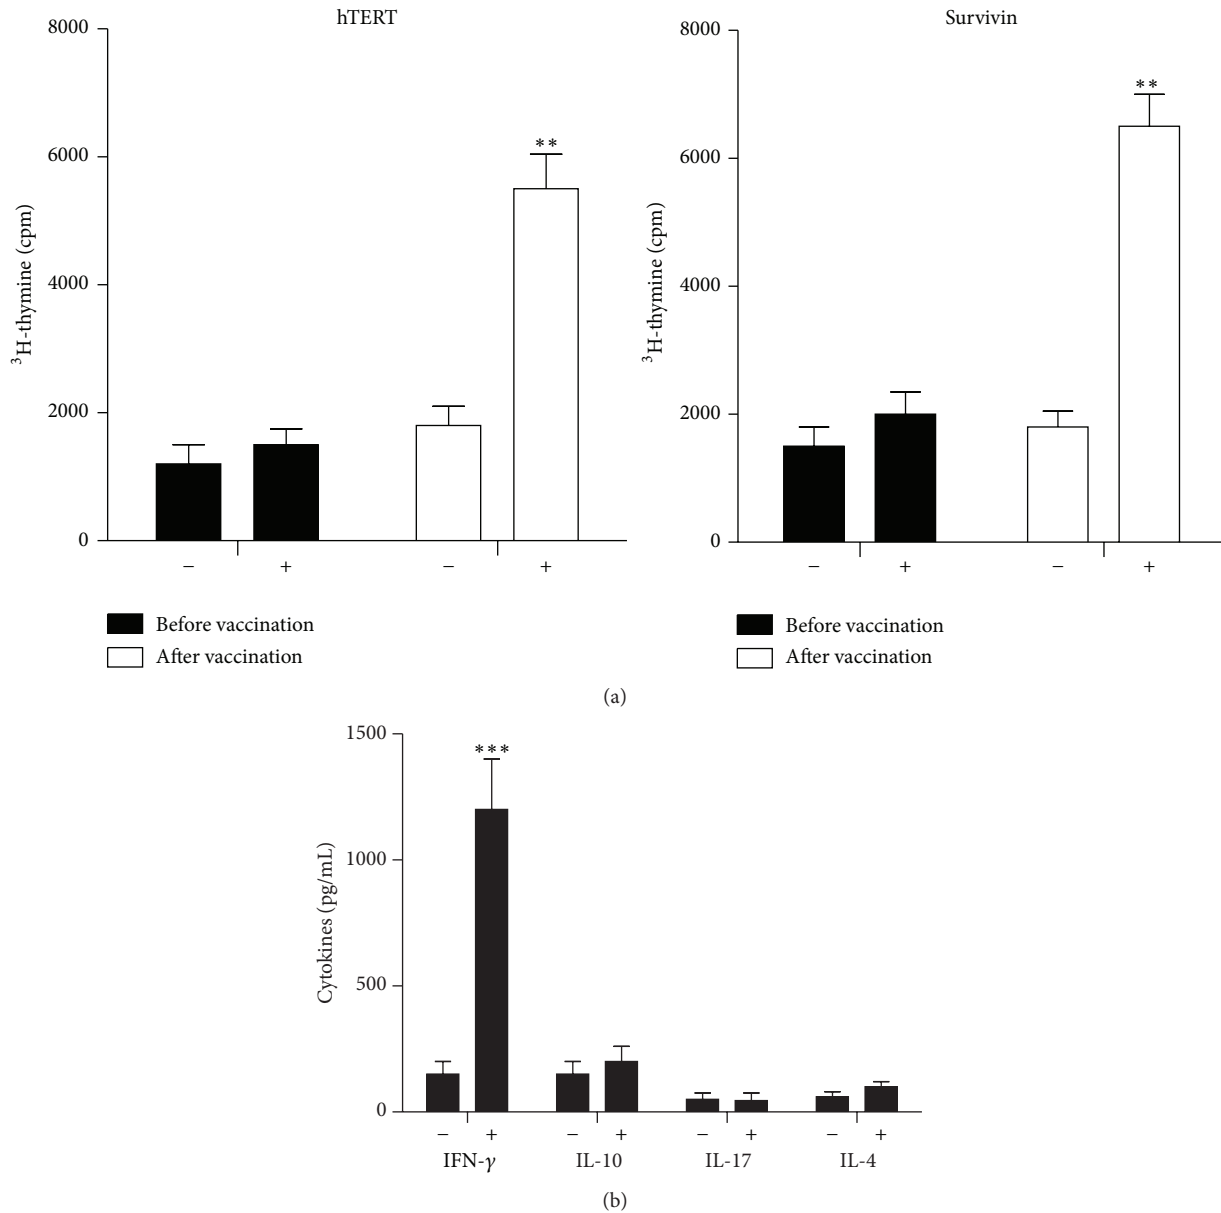 hTERT
8000
6000
4000
2000
0
³H-thymine (cpm)
**
− + − +
Before vaccination
After vaccination
Survivin
8000
6000
4000
2000
0
³H-thymine (cpm)
**
− + − +
Before vaccination
After vaccination
(a)
1500
1000
500
0
Cytokines (pg/mL)
***
− + − + − + − +
IFN-γ IL-10 IL-17 IL-4
(b)